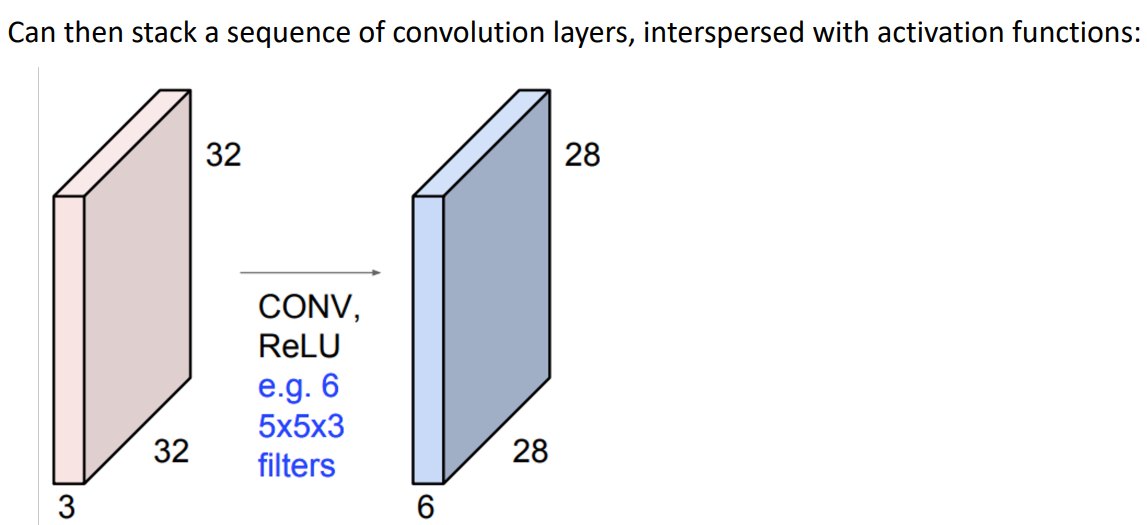 Can then stack a sequence of convolution layers, interspersed with activation functions:
32
32
3
CONV,
ReLU
e.g. 6
5x5x3
filters
28
28
6